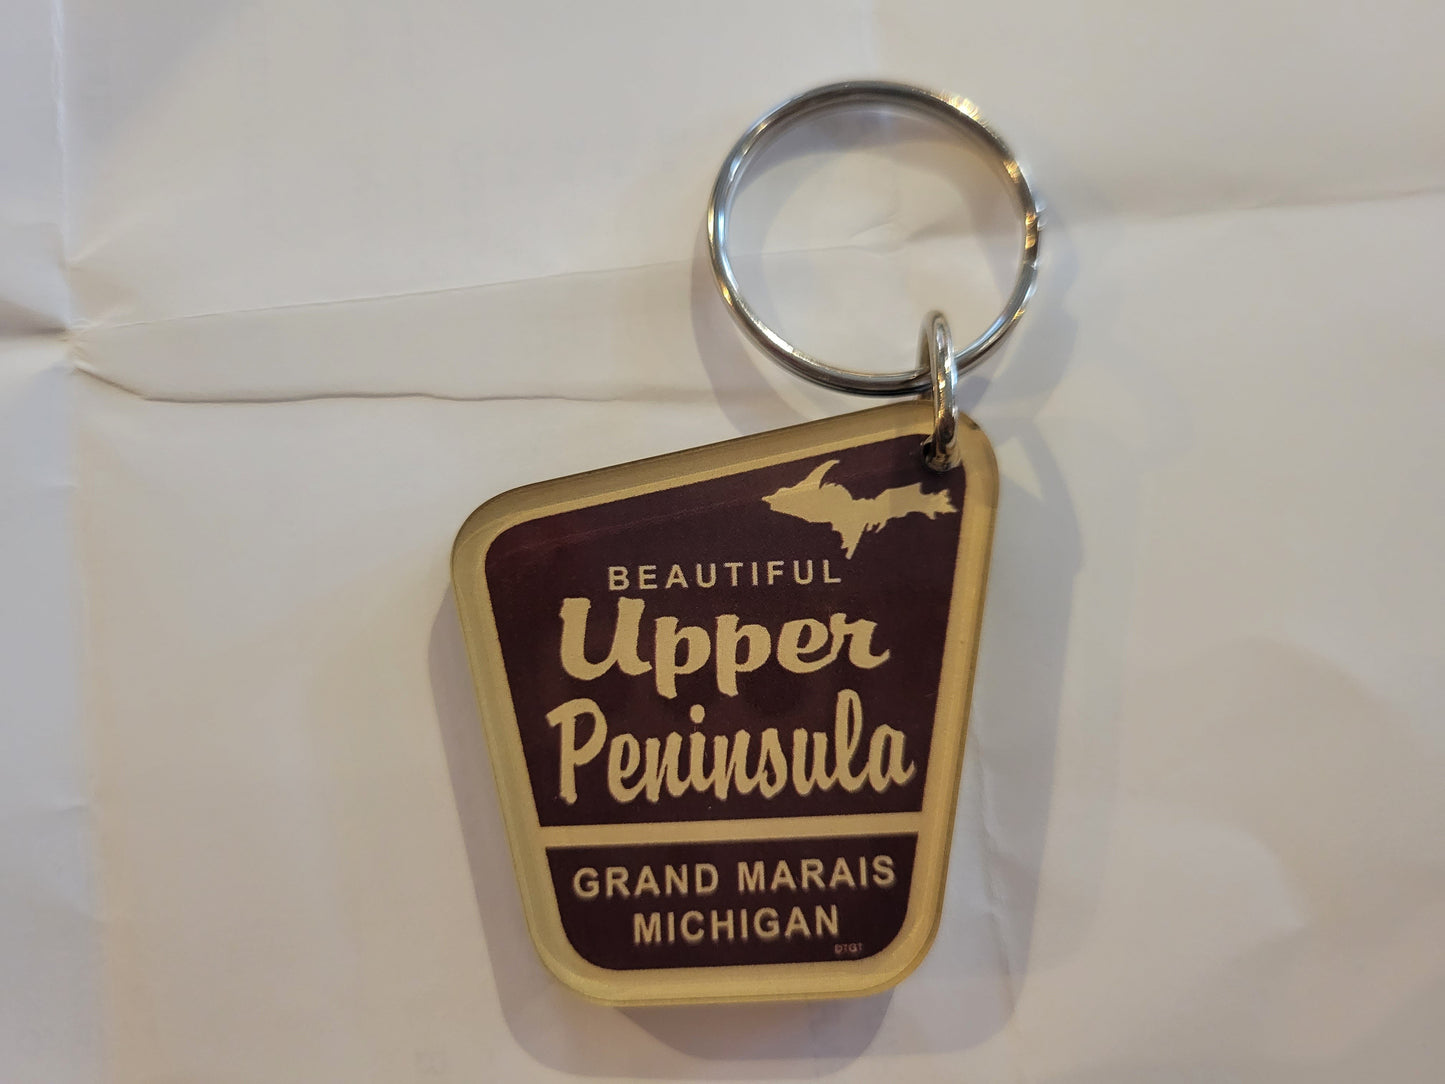 BEAUTIFUL
Upper
Peninsula
GRAND MARAIS
MICHIGAN